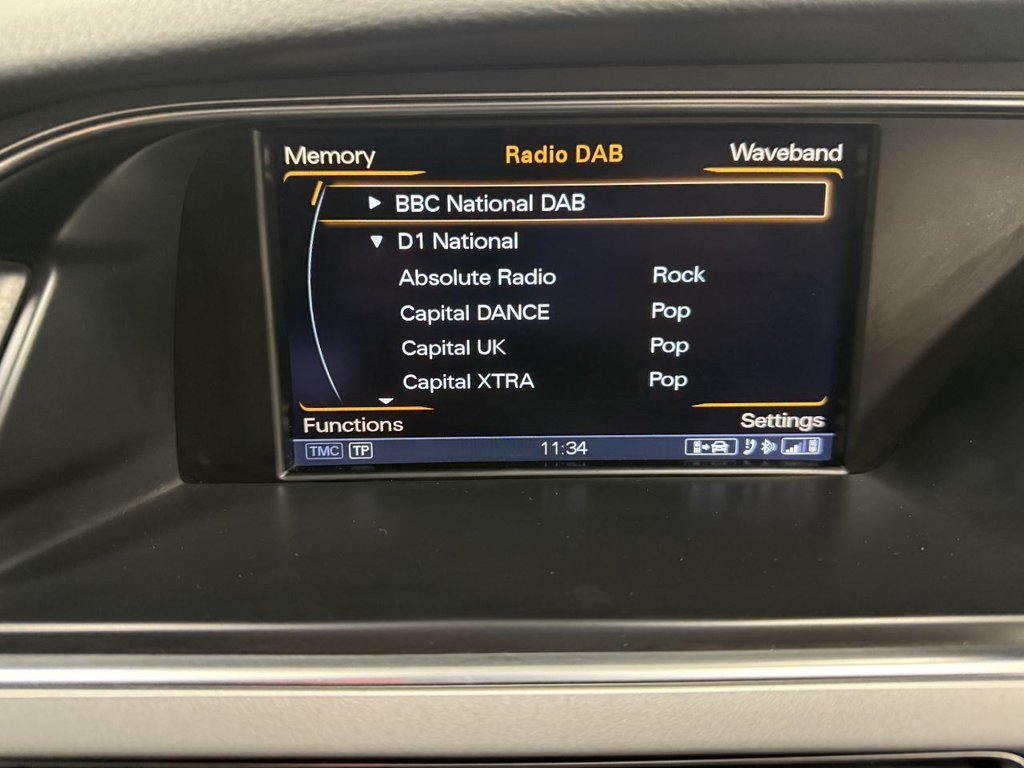 Memory Radio DAB Waveband
BBC National DAB
D1 National
Absolute Radio Rock
Capital DANCE Pop
Capital UK Pop
Capital XTRA Pop
Functions Settings
TMC TP 11:34